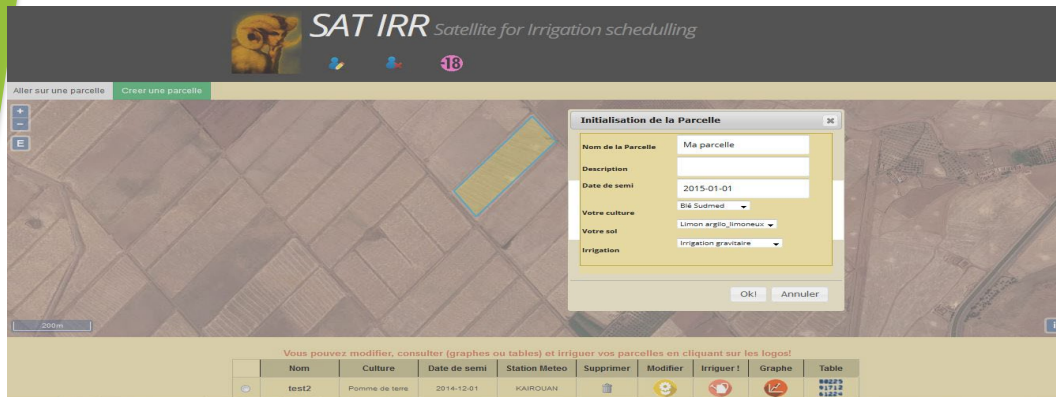 SAT IRR Satellite for Irrigation schedulling
-18
Aller sur une parcelle Creer une parcelle
+
−
E
Initialisation de la Parcelle
Nom de la Parcelle Ma parcelle
Description
Date de semi 2015-01-01
Votre culture Blé Sudmed
Votre sol Limon argilo_limoneux
Irrigation Irrigation gravitaire
Ok! Annuler
200m
i
Vous pouvez modifier, consulter (graphes ou tables) et irriguer vos parcelles en cliquant sur les logos!
Nom Culture Date de semi Station Meteo Supprimer Modifier Irriguer ! Graphe Table
test2 Pomme de terre 2014-12-01 KAIROUAN